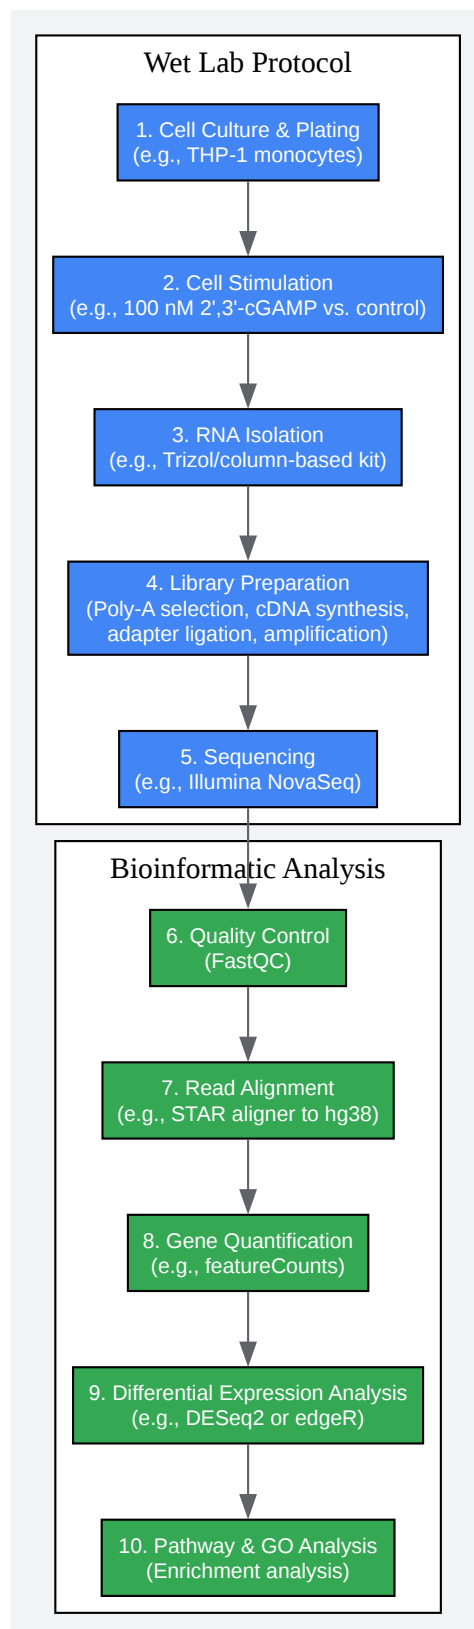 Wet Lab Protocol
1. Cell Culture & Plating
(e.g., THP-1 monocytes)
2. Cell Stimulation
(e.g., 100 nM 2',3'-cGAMP vs. control)
3. RNA Isolation
(e.g., Trizol/column-based kit)
4. Library Preparation
(Poly-A selection, cDNA synthesis,
adapter ligation, amplification)
5. Sequencing
(e.g., Illumina NovaSeq)
Bioinformatic Analysis
6. Quality Control
(FastQC)
7. Read Alignment
(e.g., STAR aligner to hg38)
8. Gene Quantification
(e.g., featureCounts)
9. Differential Expression Analysis
(e.g., DESeq2 or edgeR)
10. Pathway & GO Analysis
(Enrichment analysis)